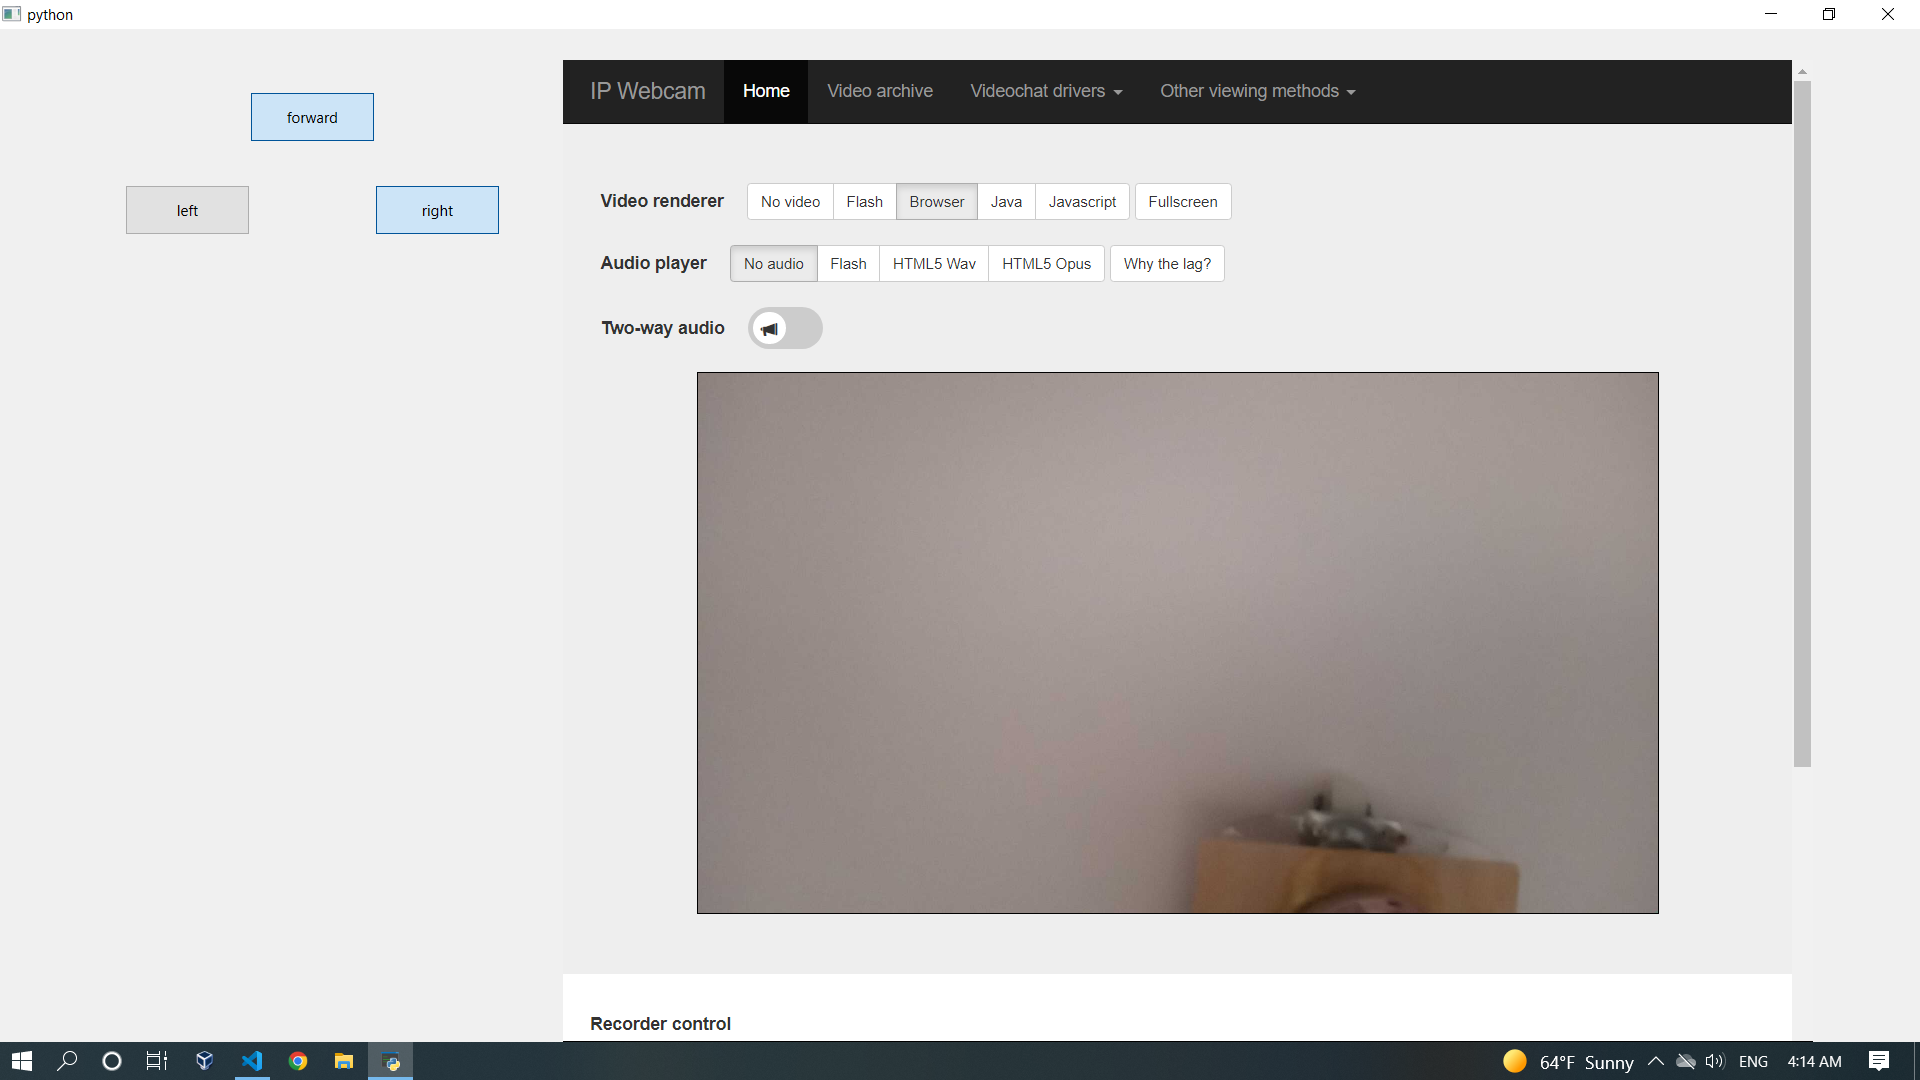 python
forward
left
right
IP Webcam Home Video archive Videochat drivers Other viewing methods
Video renderer No video Flash Browser Java Javascript Fullscreen
Audio player No audio Flash HTML5 Wav HTML5 Opus Why the lag?
Two-way audio
Recorder control
64°F Sunny ENG 4:14 AM